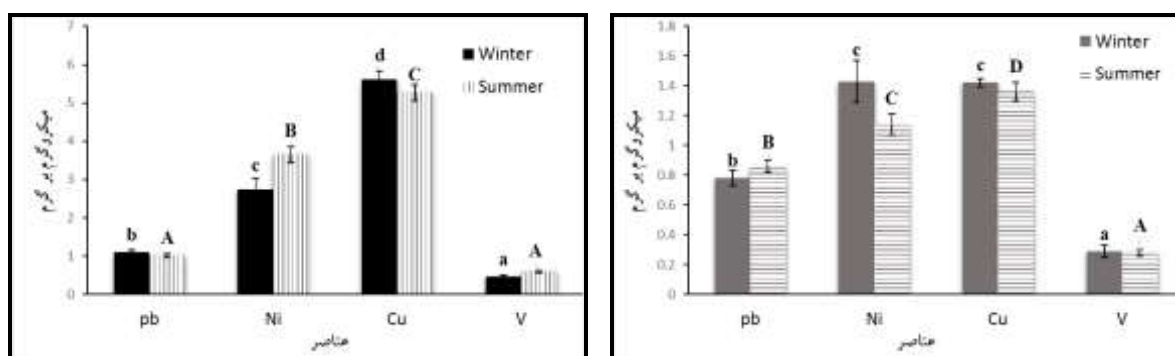 7
6
5
4
3
2
1
0
میکروگرم بر گرم
Winter
Summer
b
A
c
B
d
C
a
A
pb
Ni
Cu
V
عناصر
1.8
1.6
1.4
1.2
1
0.8
0.6
0.4
0.2
0
میکروگرم بر گرم
Winter
Summer
b
B
c
C
c
D
a
A
pb
Ni
Cu
V
عناصر